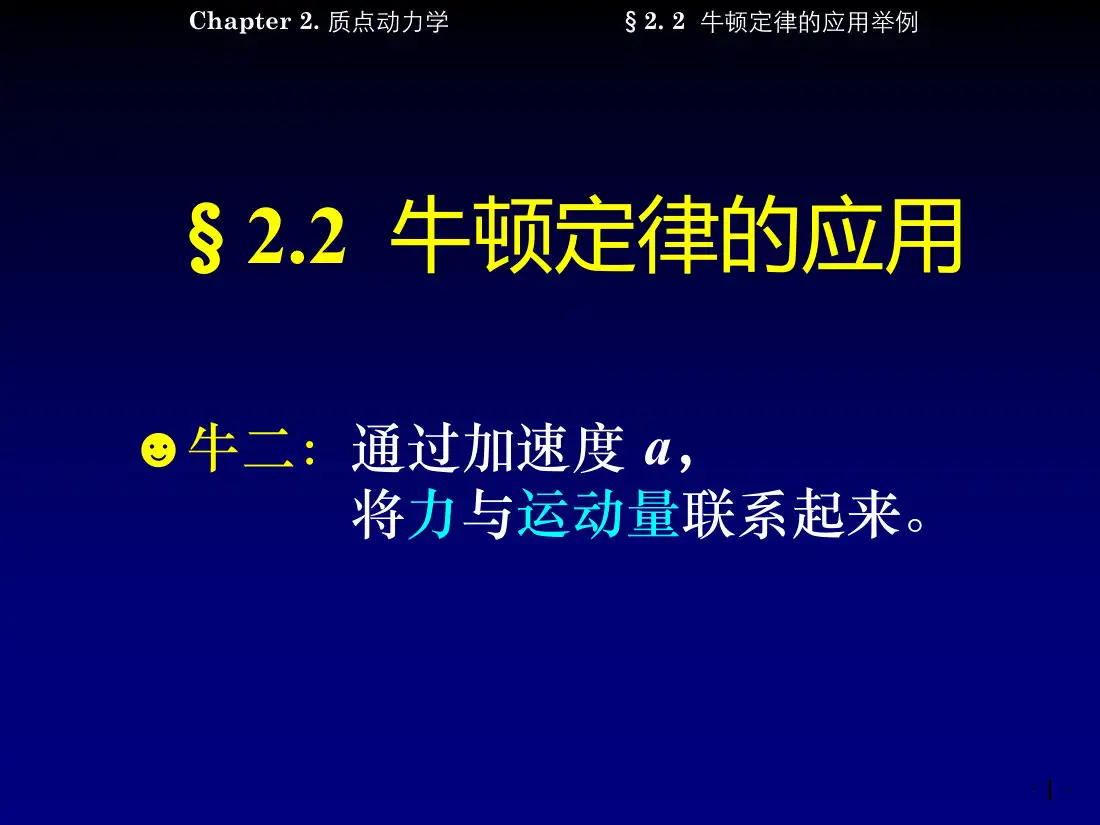 Chapter 2. 质点动力学 §2. 2 牛顿定律的应用举例
§2.2 牛顿定律的应用
☻牛二：通过加速度 a，
将力与运动量联系起来。
· 1 ·